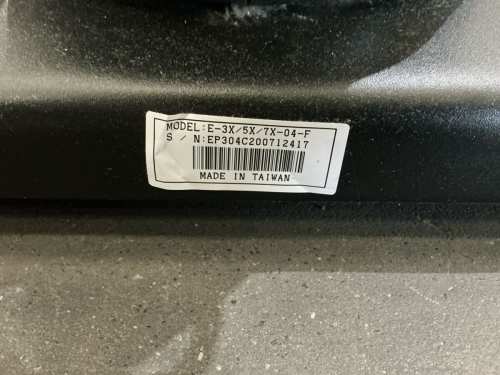 MODEL:E-3X/5X/7X-04-F
S / N:EP304C200712417
MADE IN TAIWAN